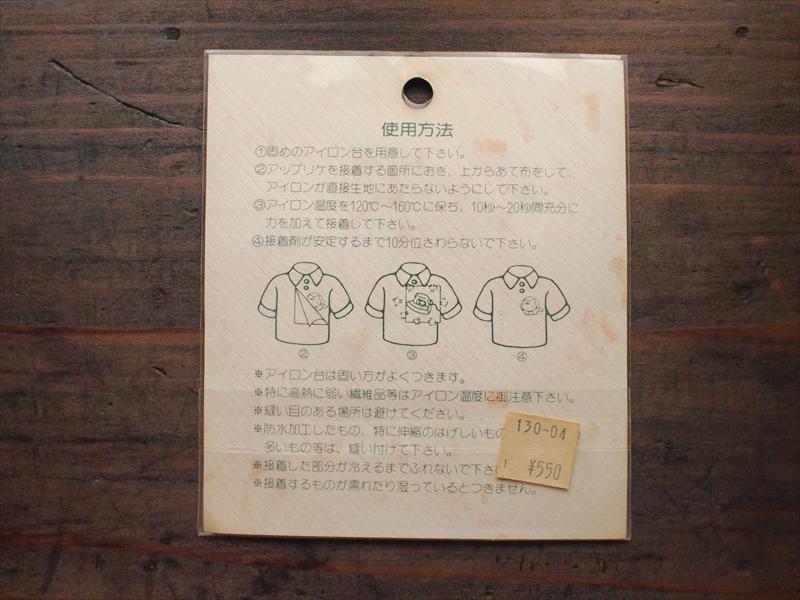 使用方法
①固めのアイロン台を用意して下さい。
②アップリケを接着する箇所におき、上からあて布をして、
アイロンが直接生地にあたらないようにして下さい。
③アイロン温度を120℃〜160℃に保ち、10秒〜20秒間充分に
力を加えて接着して下さい。
④接着剤が安定するまで10分位さわらないで下さい。
② ③ ④
※アイロン台は固い方がよくつきます。
※特に高熱に弱い繊維品等はアイロン温度に御注意下さい。
※縫い目のある場所は避けてください。
※防水加工したもの、特に伸縮のはげしいもの
多いもの等は、縫い付けて下さい。
※接着した部分が冷えるまでふれないで下さい
※接着するものが濡れたり湿っているとつきません。
130-04
¥550